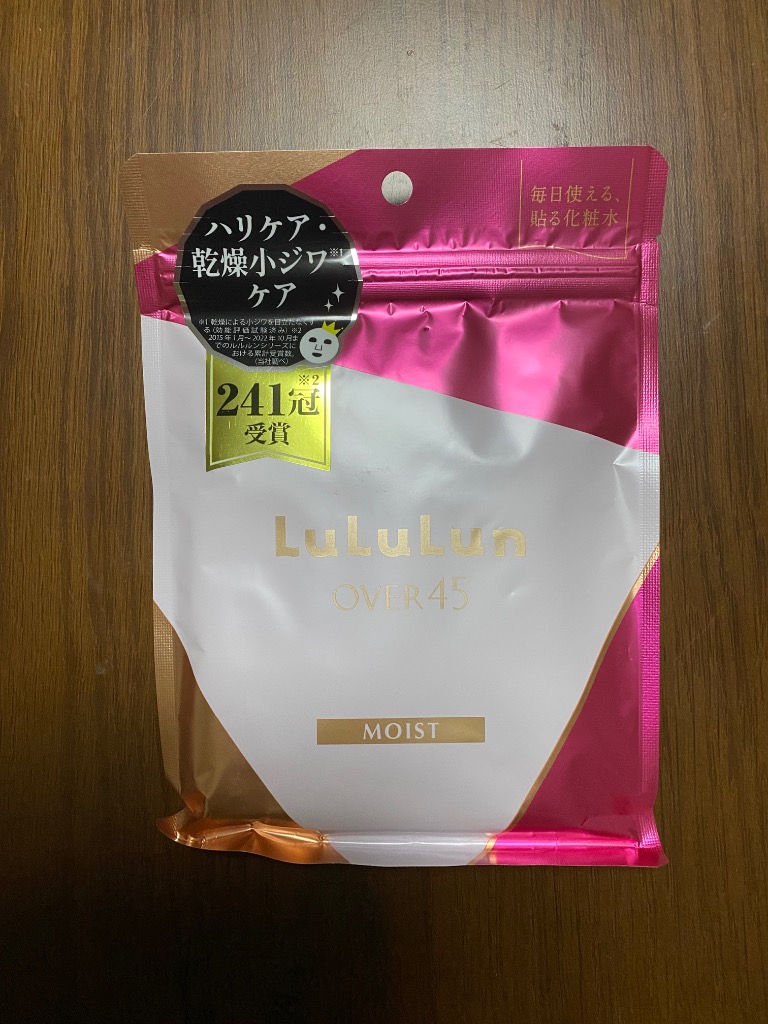 毎日使える、
貼る化粧水
ハリケア・
乾燥小ジワ※1
ケア
※1 乾燥による小ジワを目立たなくす
る(効能評価試験済み) ※2
2015年1月〜2022年10月ま
でのルルルンシリーズに
おける累計受賞数。
(当社調べ)
※2
241冠
受賞
LuLuLun
OVER45
MOIST